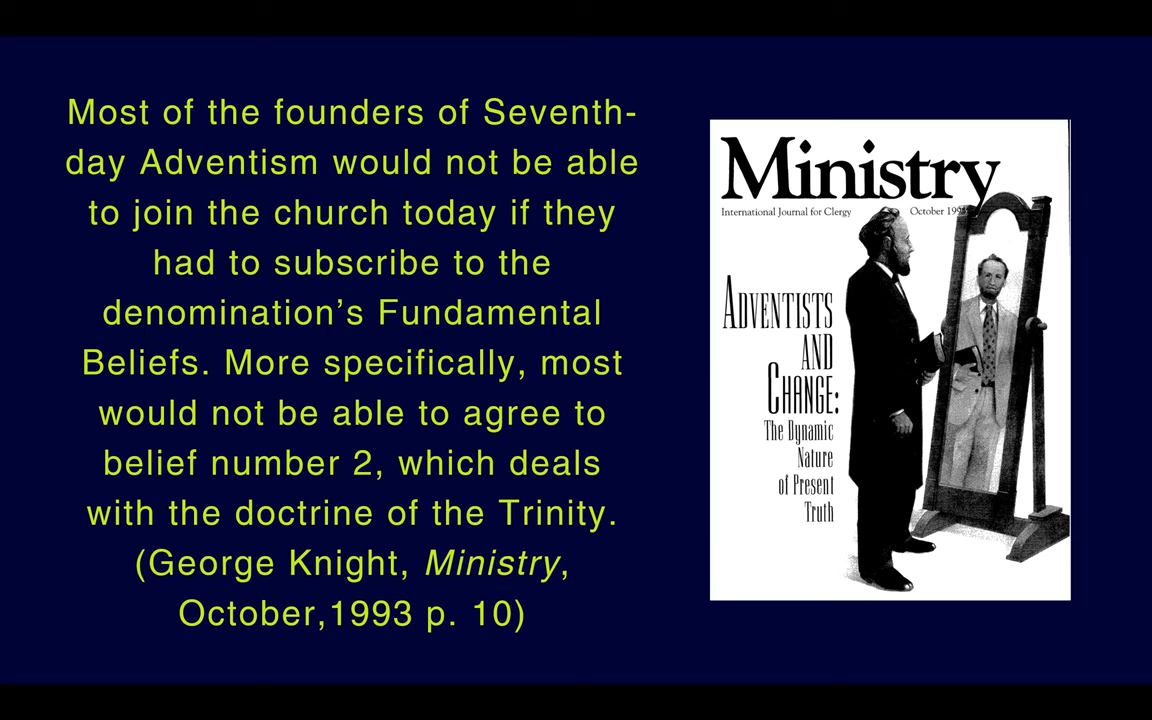 Most of the founders of Seventh-
day Adventism would not be able
to join the church today if they
had to subscribe to the
denomination’s Fundamental
Beliefs. More specifically, most
would not be able to agree to
belief number 2, which deals
with the doctrine of the Trinity.
(George Knight, Ministry,
October,1993 p. 10)
Ministry
International Journal for Clergy
October 1993
ADVENTISTS
AND
CHANGE:
The Dynamic
Nature
of Present
Truth